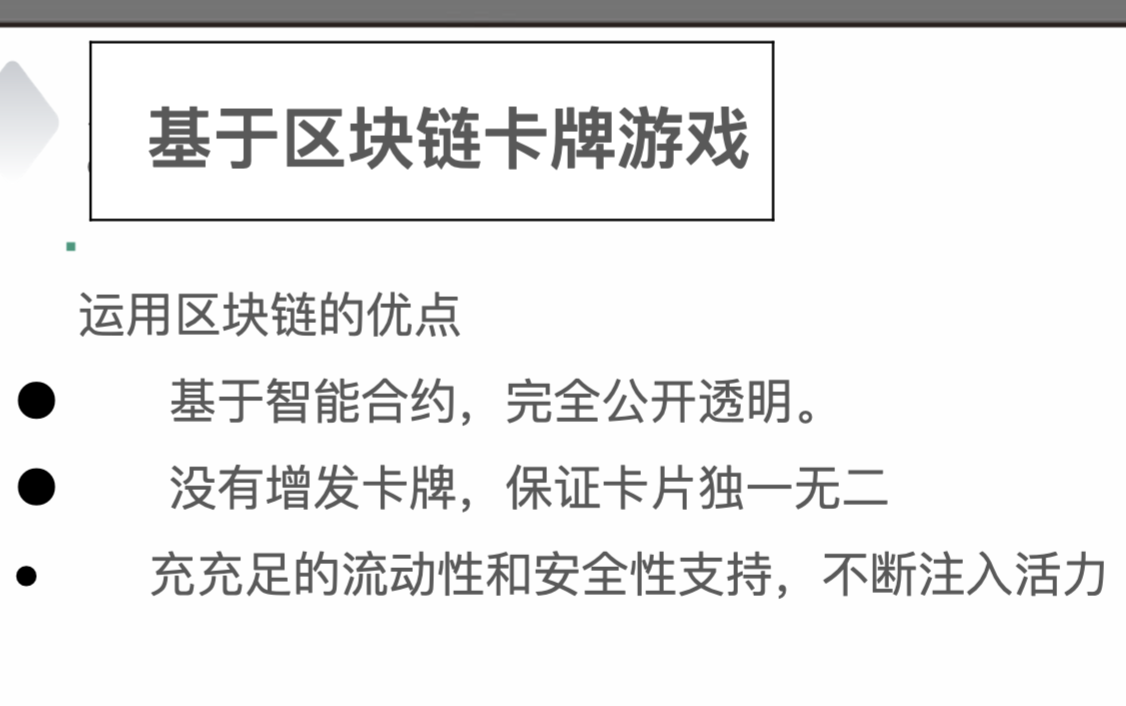 基于区块链卡牌游戏
运用区块链的优点
基于智能合约，完全公开透明。
没有增发卡牌，保证卡片独一无二
充充足的流动性和安全性支持，不断注入活力